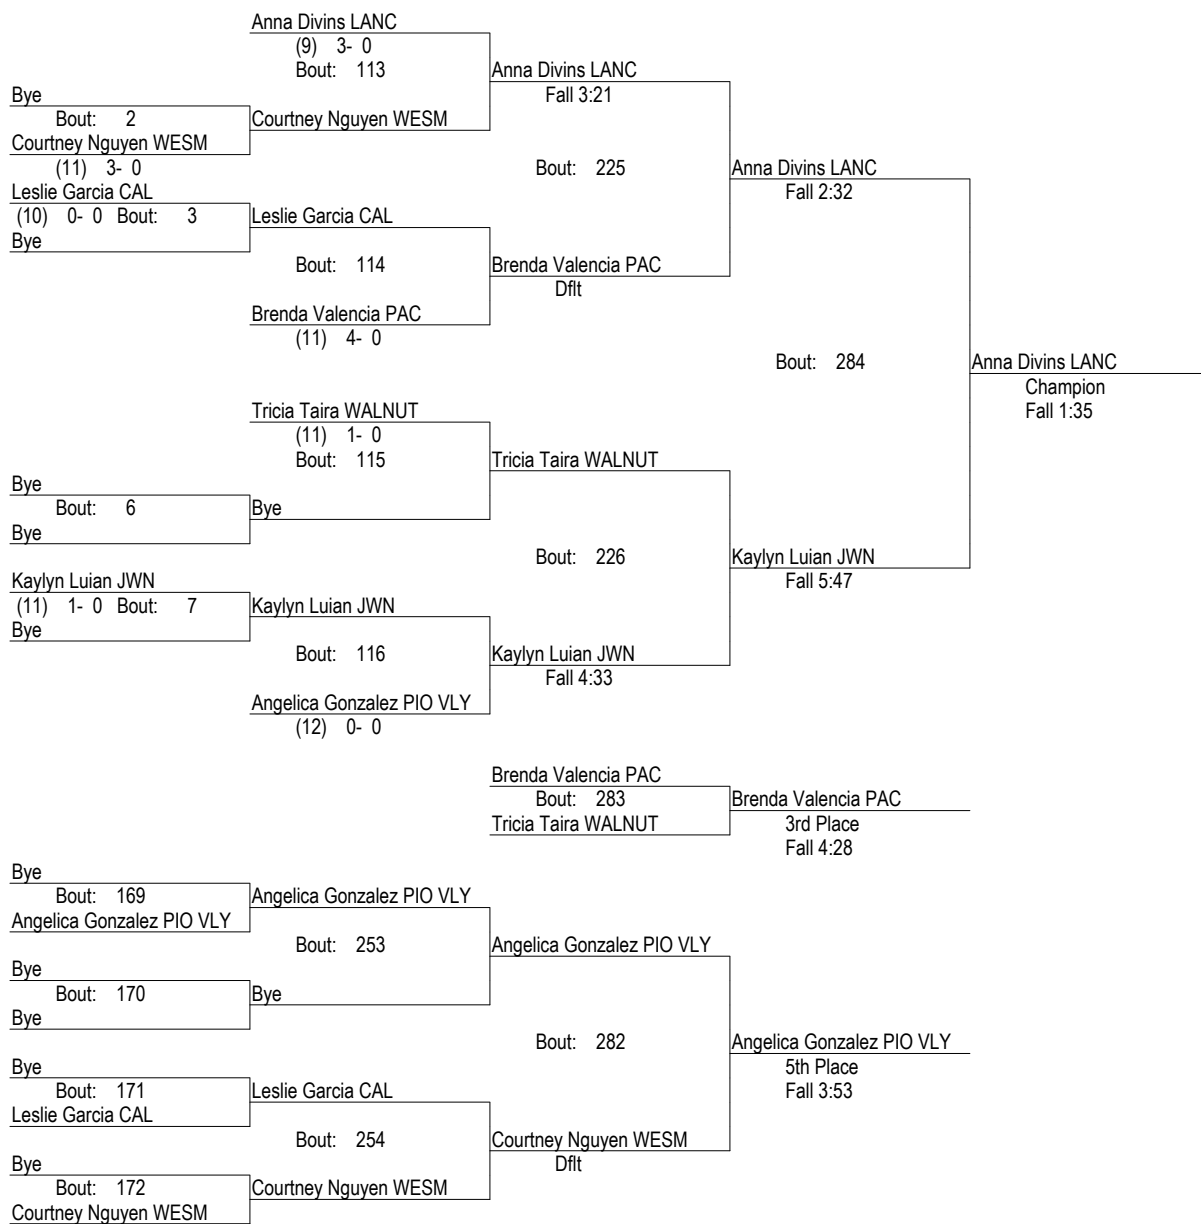 Anna Divins LANC
(9) 3- 0
Bout: 113
Anna Divins LANC
Fall 3:21
Bye
Bout: 2
Courtney Nguyen WESM
Courtney Nguyen WESM
(11) 3- 0
Bout: 225
Anna Divins LANC
Fall 2:32
Leslie Garcia CAL
(10) 0- 0 Bout: 3
Leslie Garcia CAL
Bye
Bout: 114
Brenda Valencia PAC
Dflt
Brenda Valencia PAC
(11) 4- 0
Bout: 284
Anna Divins LANC
Champion
Fall 1:35
Tricia Taira WALNUT
(11) 1- 0
Bout: 115
Tricia Taira WALNUT
Bye
Bout: 6
Bye
Bye
Bout: 226
Kaylyn Luian JWN
Fall 5:47
Kaylyn Luian JWN
(11) 1- 0 Bout: 7
Kaylyn Luian JWN
Bye
Bout: 116
Kaylyn Luian JWN
Fall 4:33
Angelica Gonzalez PIO VLY
(12) 0- 0
Brenda Valencia PAC
Bout: 283
Brenda Valencia PAC
Tricia Taira WALNUT
3rd Place
Fall 4:28
Bye
Bout: 169
Angelica Gonzalez PIO VLY
Angelica Gonzalez PIO VLY
Bout: 253
Angelica Gonzalez PIO VLY
Bye
Bout: 170
Bye
Bye
Bout: 282
Angelica Gonzalez PIO VLY
5th Place
Fall 3:53
Bye
Bout: 171
Leslie Garcia CAL
Leslie Garcia CAL
Bout: 254
Courtney Nguyen WESM
Dflt
Bye
Bout: 172
Courtney Nguyen WESM
Courtney Nguyen WESM